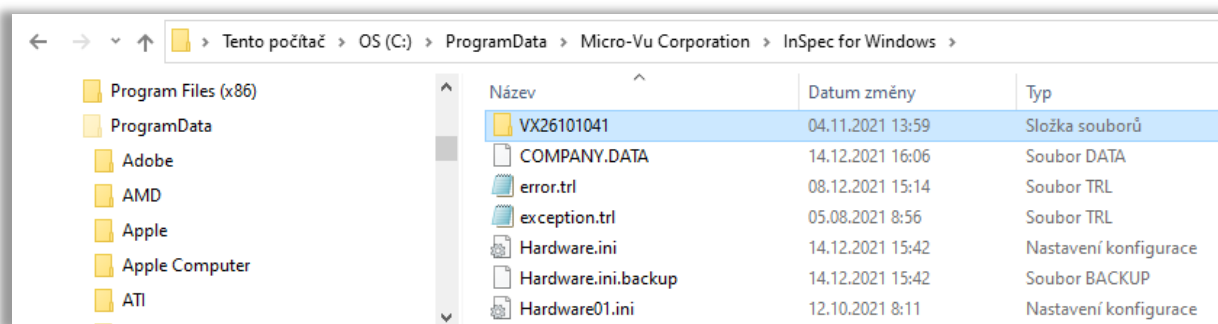 Tento počítač > OS (C:) > ProgramData > Micro-Vu Corporation > InSpec for Windows >
Program Files (x86)
ProgramData
Adobe
AMD
Apple
Apple Computer
ATI
Název Datum změny Typ
VX26101041 04.11.2021 13:59 Složka souborů
COMPANY.DATA 14.12.2021 16:06 Soubor DATA
error.trl 08.12.2021 15:14 Soubor TRL
exception.trl 05.08.2021 8:56 Soubor TRL
Hardware.ini 14.12.2021 15:42 Nastavení konfigurace
Hardware.ini.backup 14.12.2021 15:42 Soubor BACKUP
Hardware01.ini 12.10.2021 8:11 Nastavení konfigurace